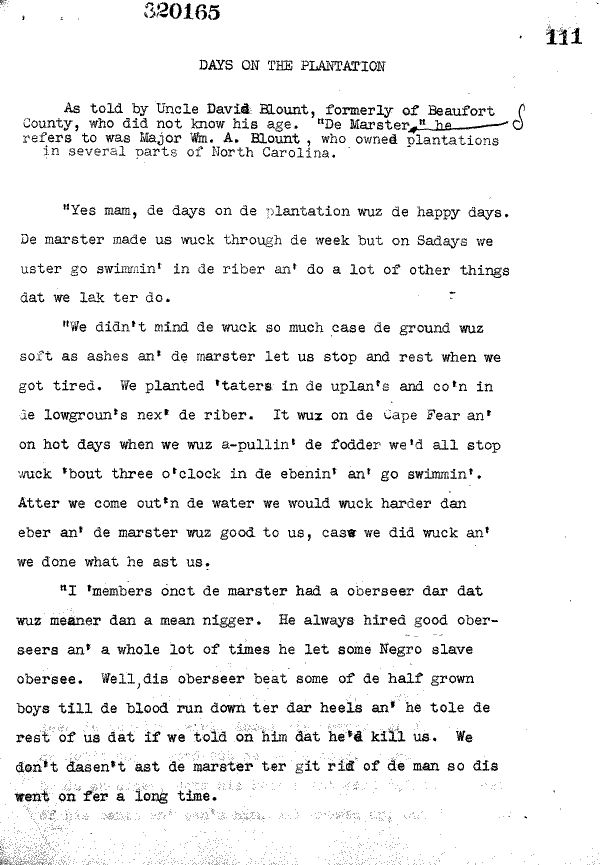 320165
111
DAYS ON THE PLANTATION
As told by Uncle David Blount, formerly of Beaufort
County, who did not know his age. "De Marster," he
refers to was Major Wm. A. Blount, who owned plantations
in several parts of North Carolina.
"Yes mam, de days on de plantation wuz de happy days.
De marster made us wuck through de week but on Sadays we
uster go swimmin' in de riber an' do a lot of other things
dat we lak ter do.
"We didn't mind de wuck so much case de ground wuz
soft as ashes an' de marster let us stop and rest when we
got tired. We planted 'taters in de uplan's and co'n in
de lowgroun's nex' de riber. It wuz on de Cape Fear an'
on hot days when we wuz a-pullin' de fodder we'd all stop
wuck 'bout three o'clock in de ebenin' an' go swimmin'.
Atter we come out'n de water we would wuck harder dan
eber an' de marster wuz good to us, case we did wuck an'
we done what he ast us.
"I 'members onct de marster had a oberseer dar dat
wuz meaner dan a mean nigger. He always hired good ober-
seers an' a whole lot of times he let some Negro slave
obersee. Well, dis oberseer beat some of de half grown
boys till de blood run down ter dar heels an' he tole de
rest of us dat if we told on him dat he'd kill us. We
don't dasen't ast de marster ter git rid of de man so dis
went on fer a long time.